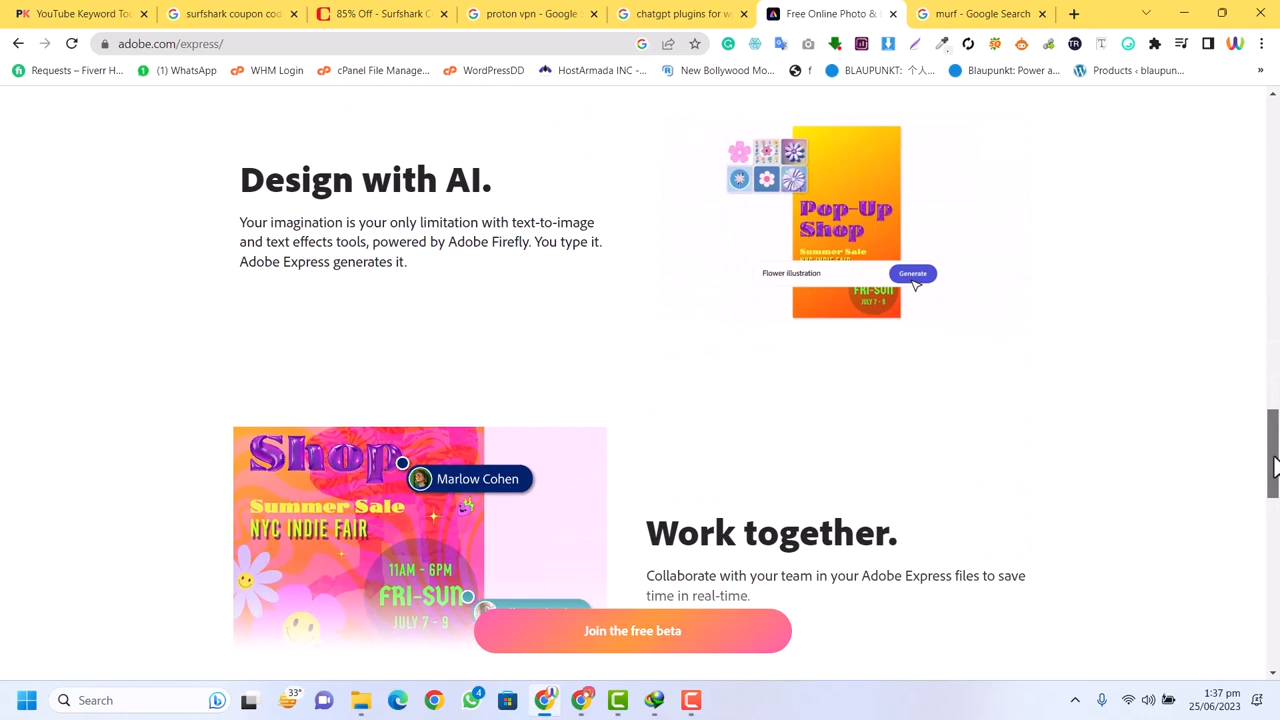 YouTube Keyword To
surfshark coupon cod
85% Off - Surfshark C
proton vpn - Google S
chatgpt plugins for w
Free Online Photo & 
murf - Google Search
adobe.com/express/
Requests – Fiverr H...
(1) WhatsApp
WHM Login
cPanel File Manage...
WordPressDD
HostArmada INC -...
New Bollywood Mo...
f
BLAUPUNKT: 个人...
Blaupunkt: Power a...
Products ‹ blaupun...
»
Design with AI.
Your imagination is your only limitation with text-to-image
and text effects tools, powered by Adobe Firefly. You type it.
Adobe Express generates it.
Pop-Up
Shop
Summer Sale
Flower illustration
Generate
FRI-SUN
JULY 7 - 9
Shop
Marlow Cohen
Summer Sale
NYC INDIE FAIR
11AM - 6PM
FRI-SUN
JULY 7 - 9
Work together.
Collaborate with your team in your Adobe Express files to save
time in real-time.
Join the free beta
Search
33°
4
1:37 pm
25/06/2023